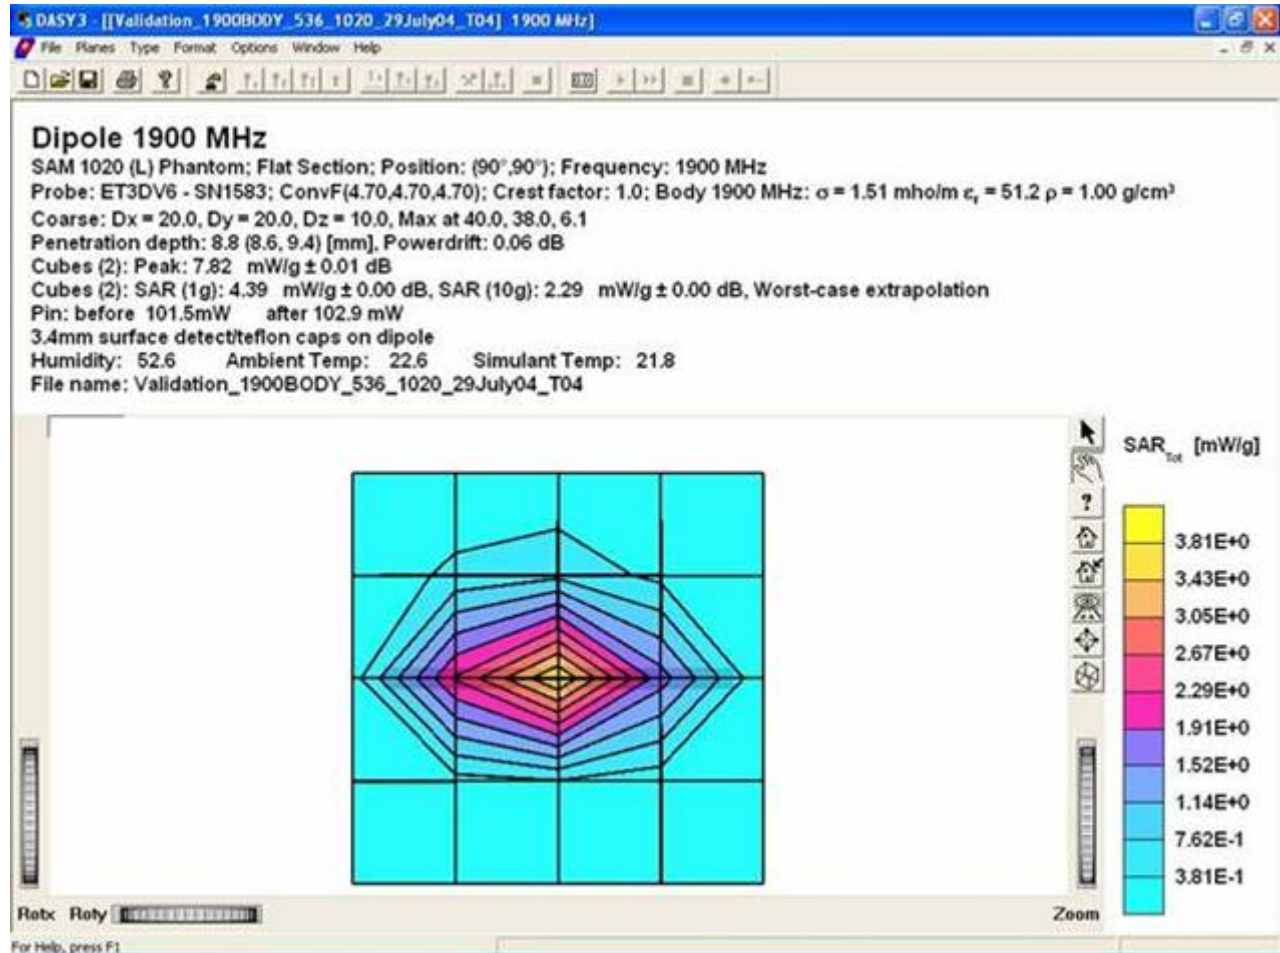 DASY3 - [[Validation_1900BODY_536_1020_29July04_T04] 1900 MHz]
File Planes Type Format Options Window Help
Dipole 1900 MHz
SAM 1020 (L) Phantom; Flat Section; Position: (90°,90°); Frequency: 1900 MHz
Probe: ET3DV6 - SN1583; ConvF(4.70,4.70,4.70); Crest factor: 1.0; Body 1900 MHz: σ = 1.51 mho/m εr = 51.2 ρ = 1.00 g/cm³
Coarse: Dx = 20.0, Dy = 20.0, Dz = 10.0, Max at 40.0, 38.0, 6.1
Penetration depth: 8.8 (8.6, 9.4) [mm], Powerdrift: 0.06 dB
Cubes (2): Peak: 7.82 mW/g ± 0.01 dB
Cubes (2): SAR (1g): 4.39 mW/g ± 0.00 dB, SAR (10g): 2.29 mW/g ± 0.00 dB, Worst-case extrapolation
Pin: before 101.5mW after 102.9 mW
3.4mm surface detect/teflon caps on dipole
Humidity: 52.6 Ambient Temp: 22.6 Simulant Temp: 21.8
File name: Validation_1900BODY_536_1020_29July04_T04
SARTot [mW/g]
3.81E+0
3.43E+0
3.05E+0
2.67E+0
2.29E+0
1.91E+0
1.52E+0
1.14E+0
7.62E-1
3.81E-1
Rotx Roty
Zoom
For Help, press F1